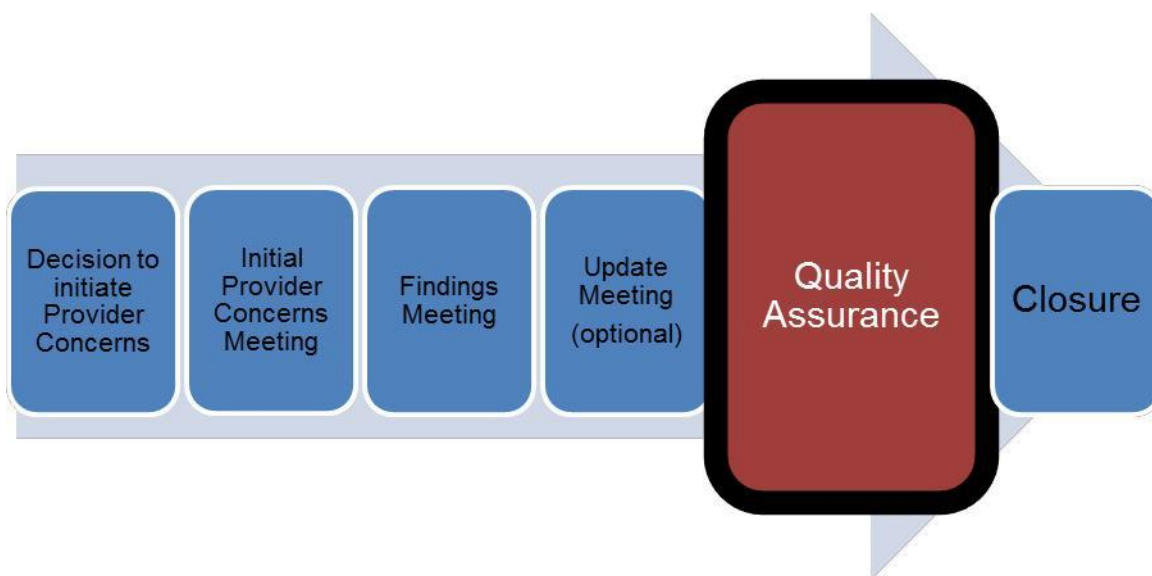 Decision to
initiate
Provider
Concerns
Initial
Provider
Concerns
Meeting
Findings
Meeting
Update
Meeting
(optional)
Quality
Assurance
Closure